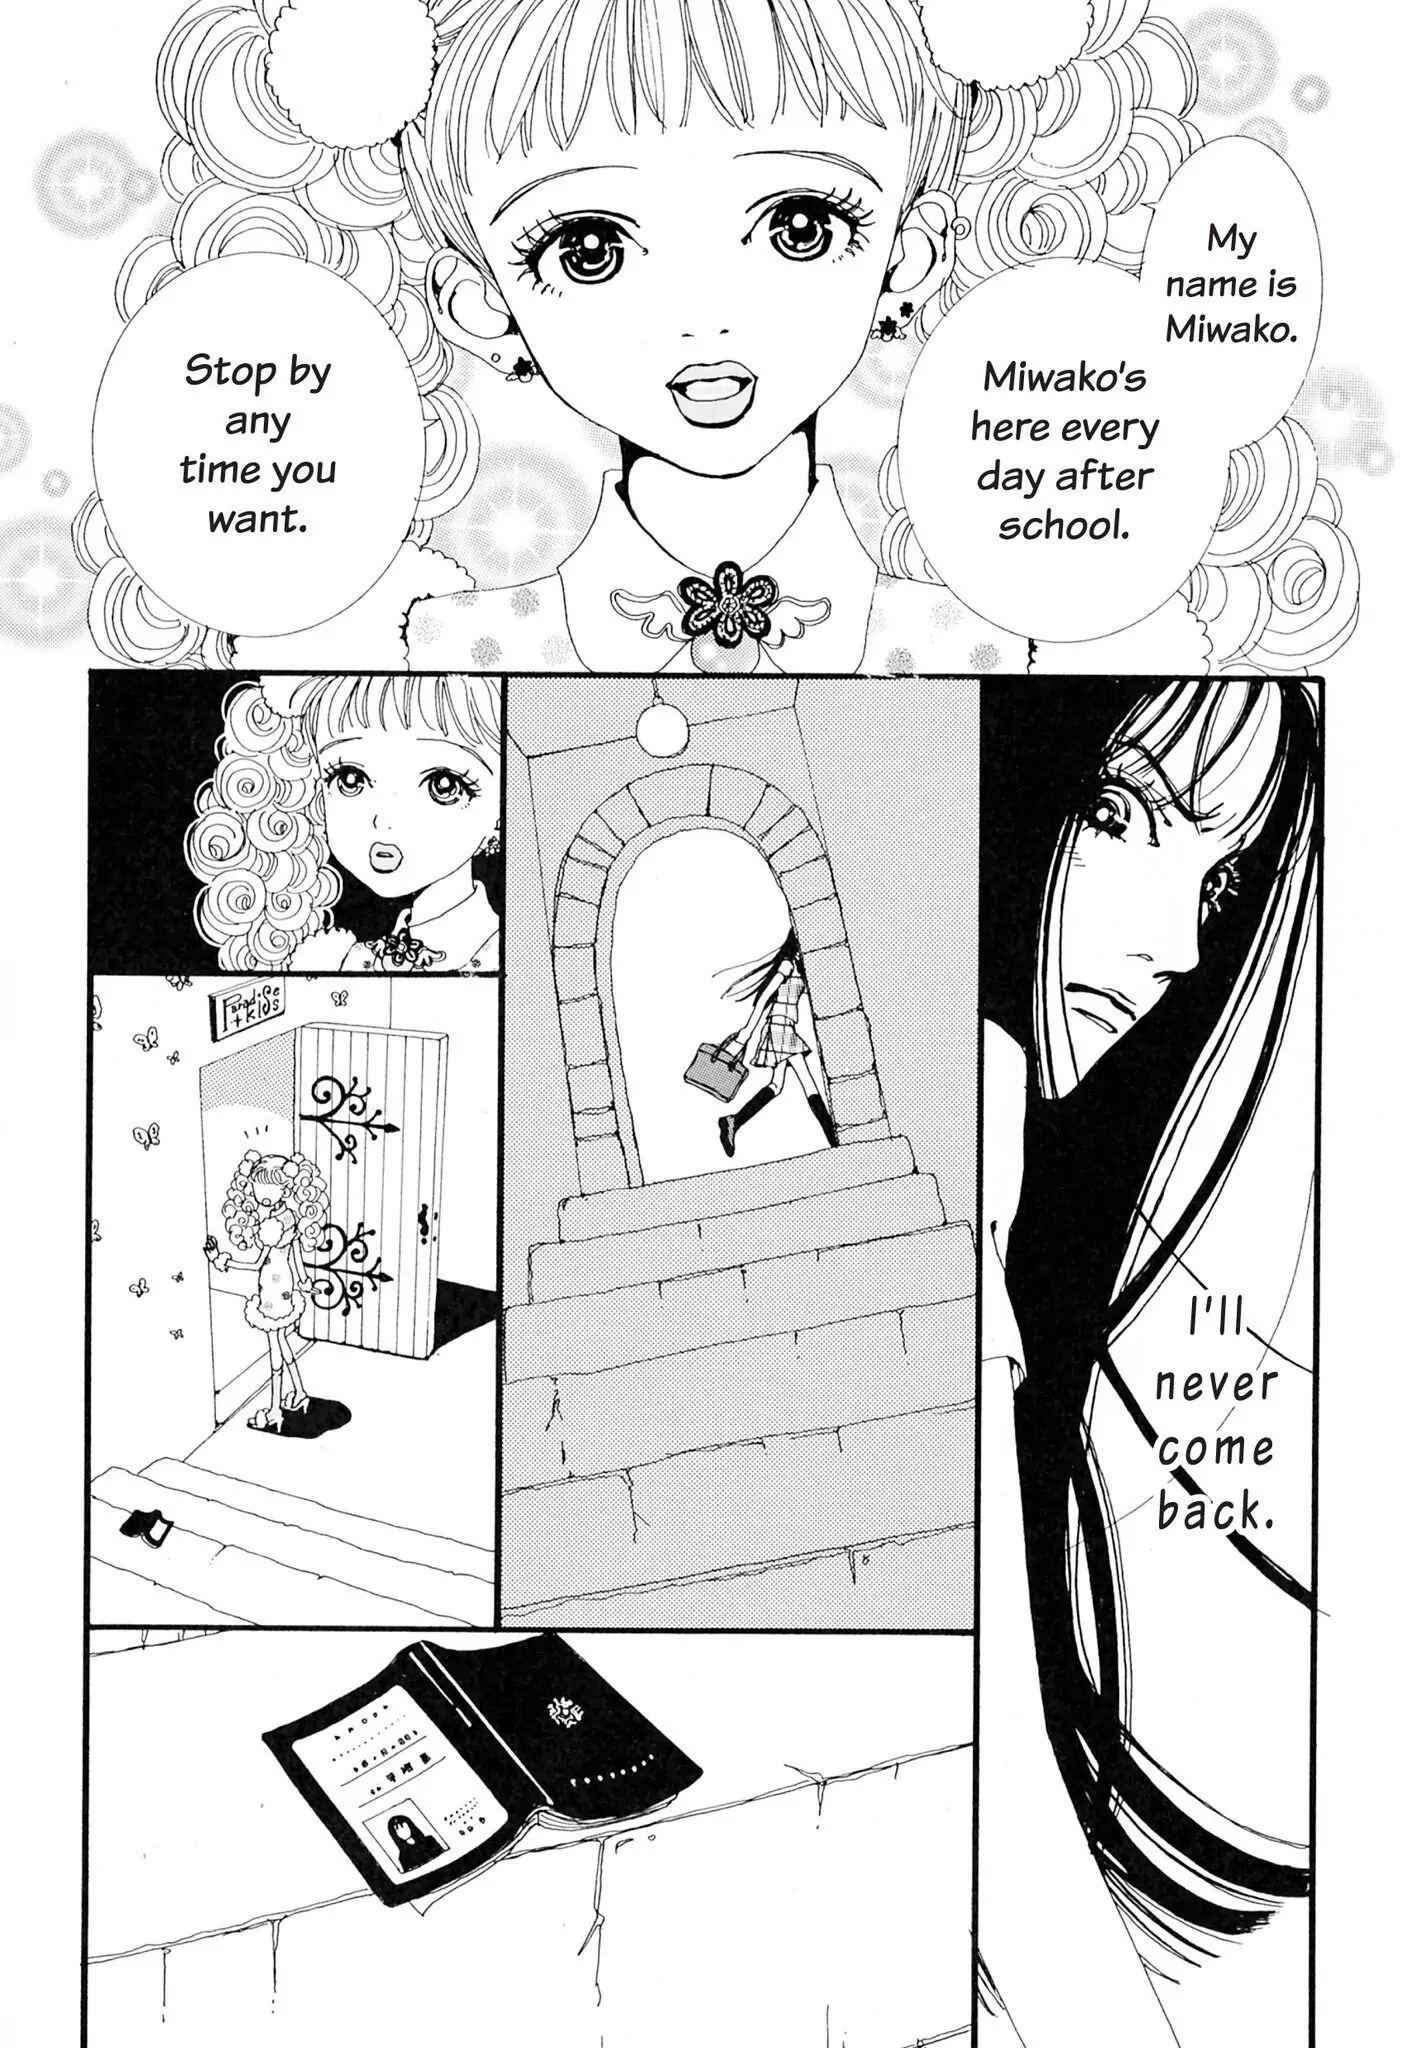 My
name is
Miwako.
Miwako's
here every
day after
school.
Stop by
any
time you
want.
I'll
never
come
back.
Paradise
+ Kids